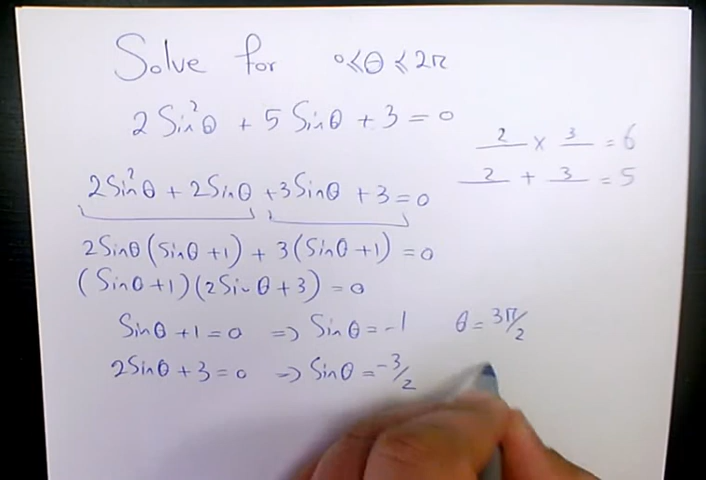 Solve for 0≤θ≤2π
2Sin²θ + 5Sinθ + 3 = 0
2 x 3 = 6
2 + 3 = 5
2Sin²θ + 2Sinθ + 3Sinθ + 3 = 0
2Sinθ(Sinθ + 1) + 3(Sinθ + 1) = 0
(Sinθ + 1)(2Sinθ + 3) = 0
Sinθ + 1 = 0 => Sinθ = -1 θ = 3π/2
2Sinθ + 3 = 0 => Sinθ = -3/2